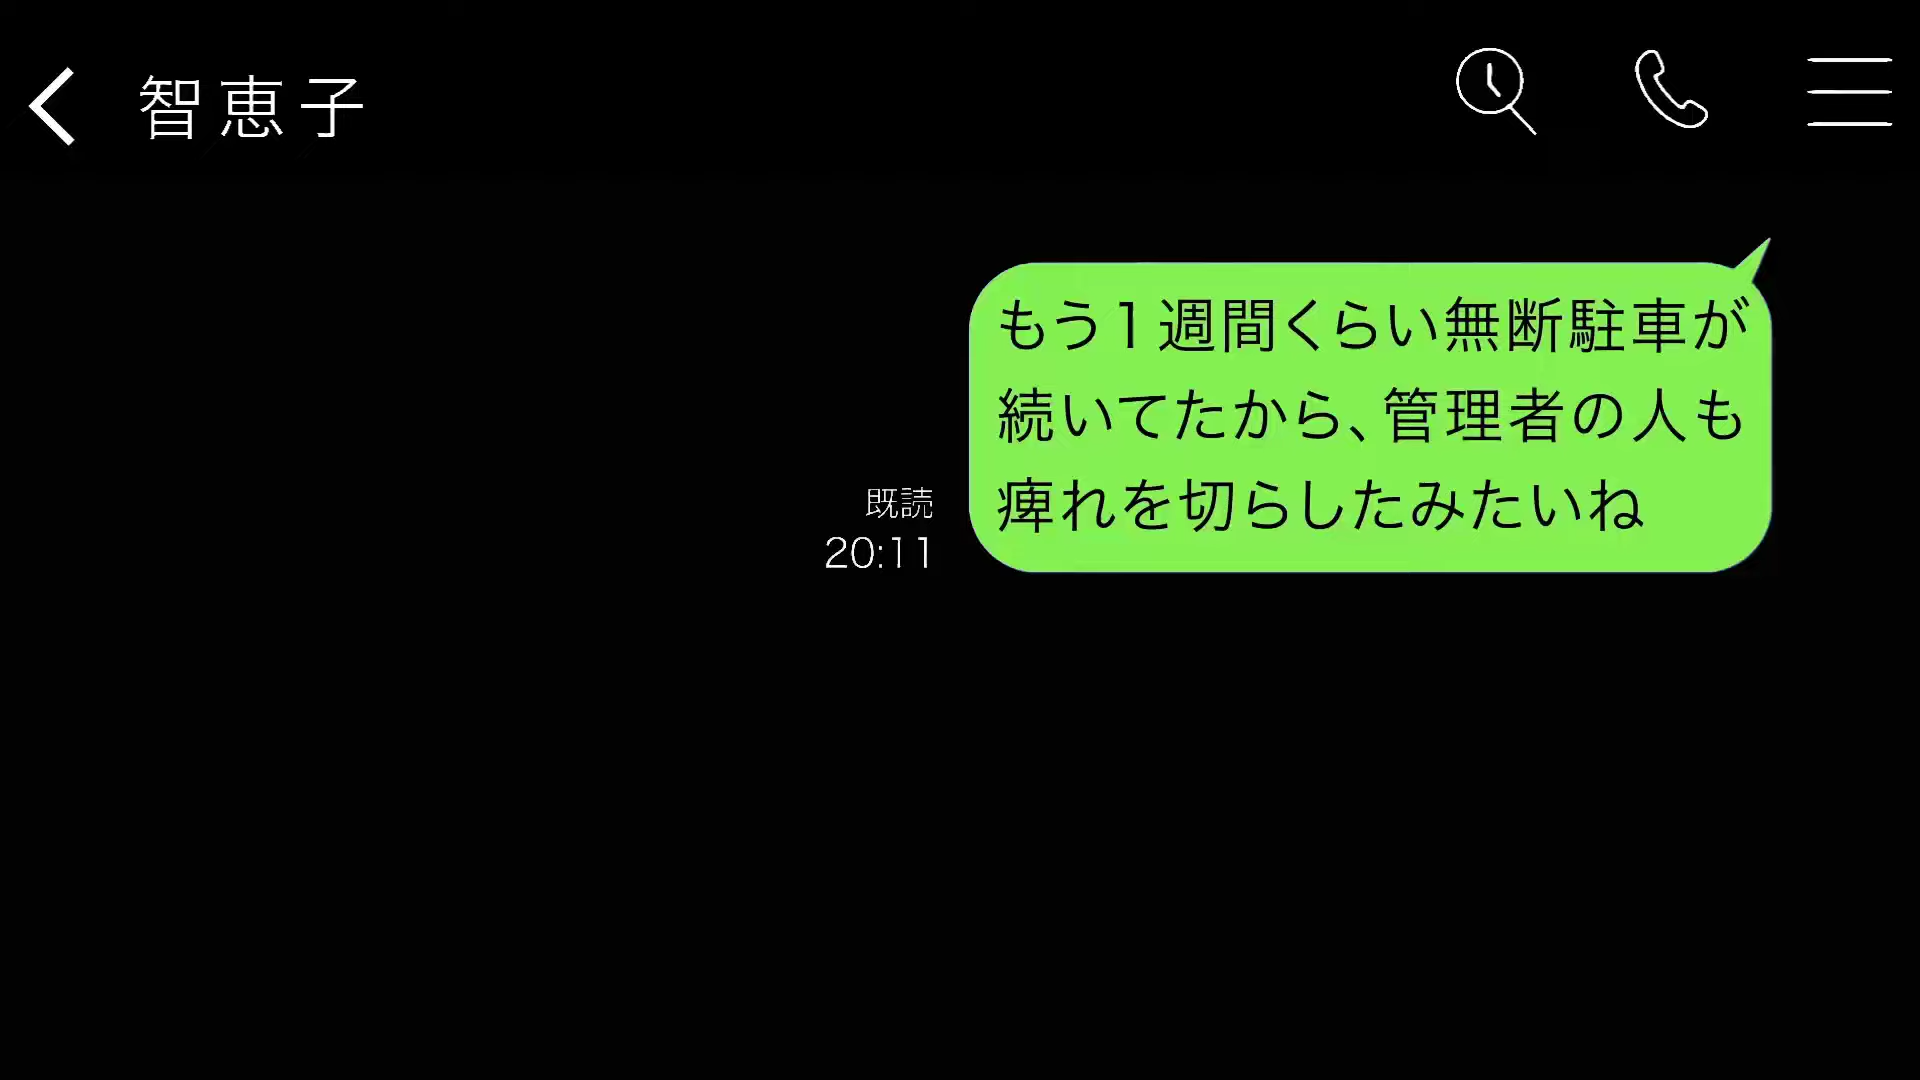 智恵子
もう1週間くらい無断駐車が
続いてたから、管理者の人も
痺れを切らしたみたいね
既読
20:11